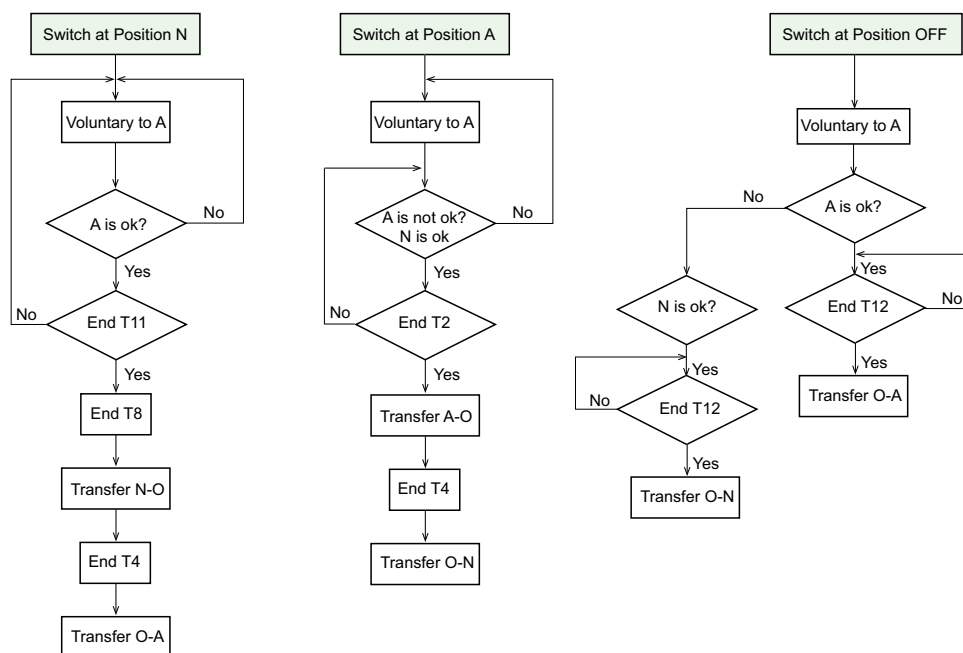 Switch at Position N
Voluntary to A
A is ok?
No
Yes
No
End T11
Yes
End T8
Transfer N-O
End T4
Transfer O-A
Switch at Position A
Voluntary to A
A is not ok?
N is ok
No
Yes
No
End T2
Yes
Transfer A-O
End T4
Transfer O-N
Switch at Position OFF
Voluntary to A
No
A is ok?
Yes
End T12
No
Yes
Transfer O-A
N is ok?
Yes
No
End T12
Yes
Transfer O-N